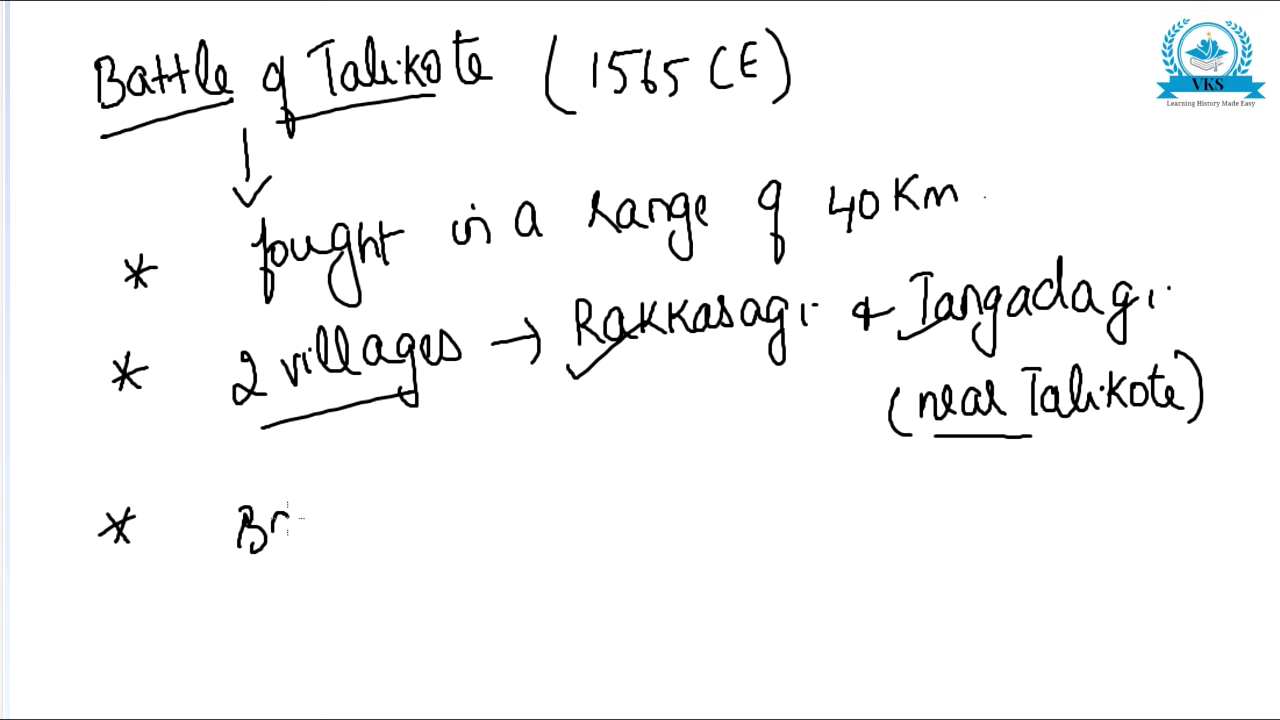 Battle of Talikote (1565 CE)
VKS
Learning History Made Easy
* fought in a range of 40 Km.
* 2 villages → Rakkasagi & Tangadagi.
(near Talikote)
* Br